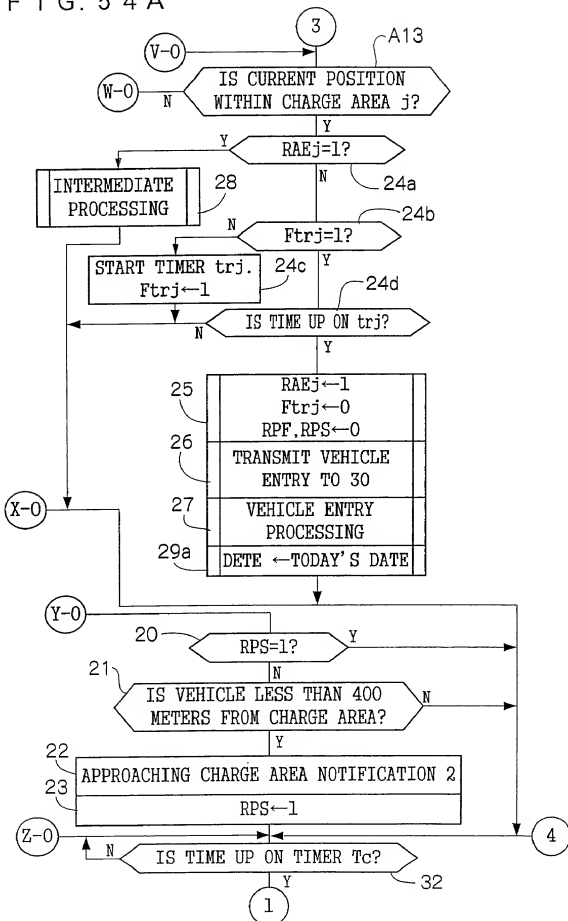 FIG. 54A
3
V-0
A13
IS CURRENT POSITION
WITHIN CHARGE AREA j?
W-0
N
Y
Y
RAEj=1?
24a
N
INTERMEDIATE
PROCESSING
28
24b
N
Ftrj=1?
Y
START TIMER trj.
Ftrj←1
24c
24d
N
IS TIME UP ON trj?
Y
25
RAEj←1
Ftrj←0
RPF,RPS←0
26
TRANSMIT VEHICLE
ENTRY TO 30
X-0
27
VEHICLE ENTRY
PROCESSING
29a
DETE ←TODAY'S DATE
Y-0
20
RPS=1?
Y
N
21
IS VEHICLE LESS THAN 400
METERS FROM CHARGE AREA?
N
Y
22
APPROACHING CHARGE AREA NOTIFICATION 2
23
RPS←1
Z-0
4
N
IS TIME UP ON TIMER Tc?
32
Y
1